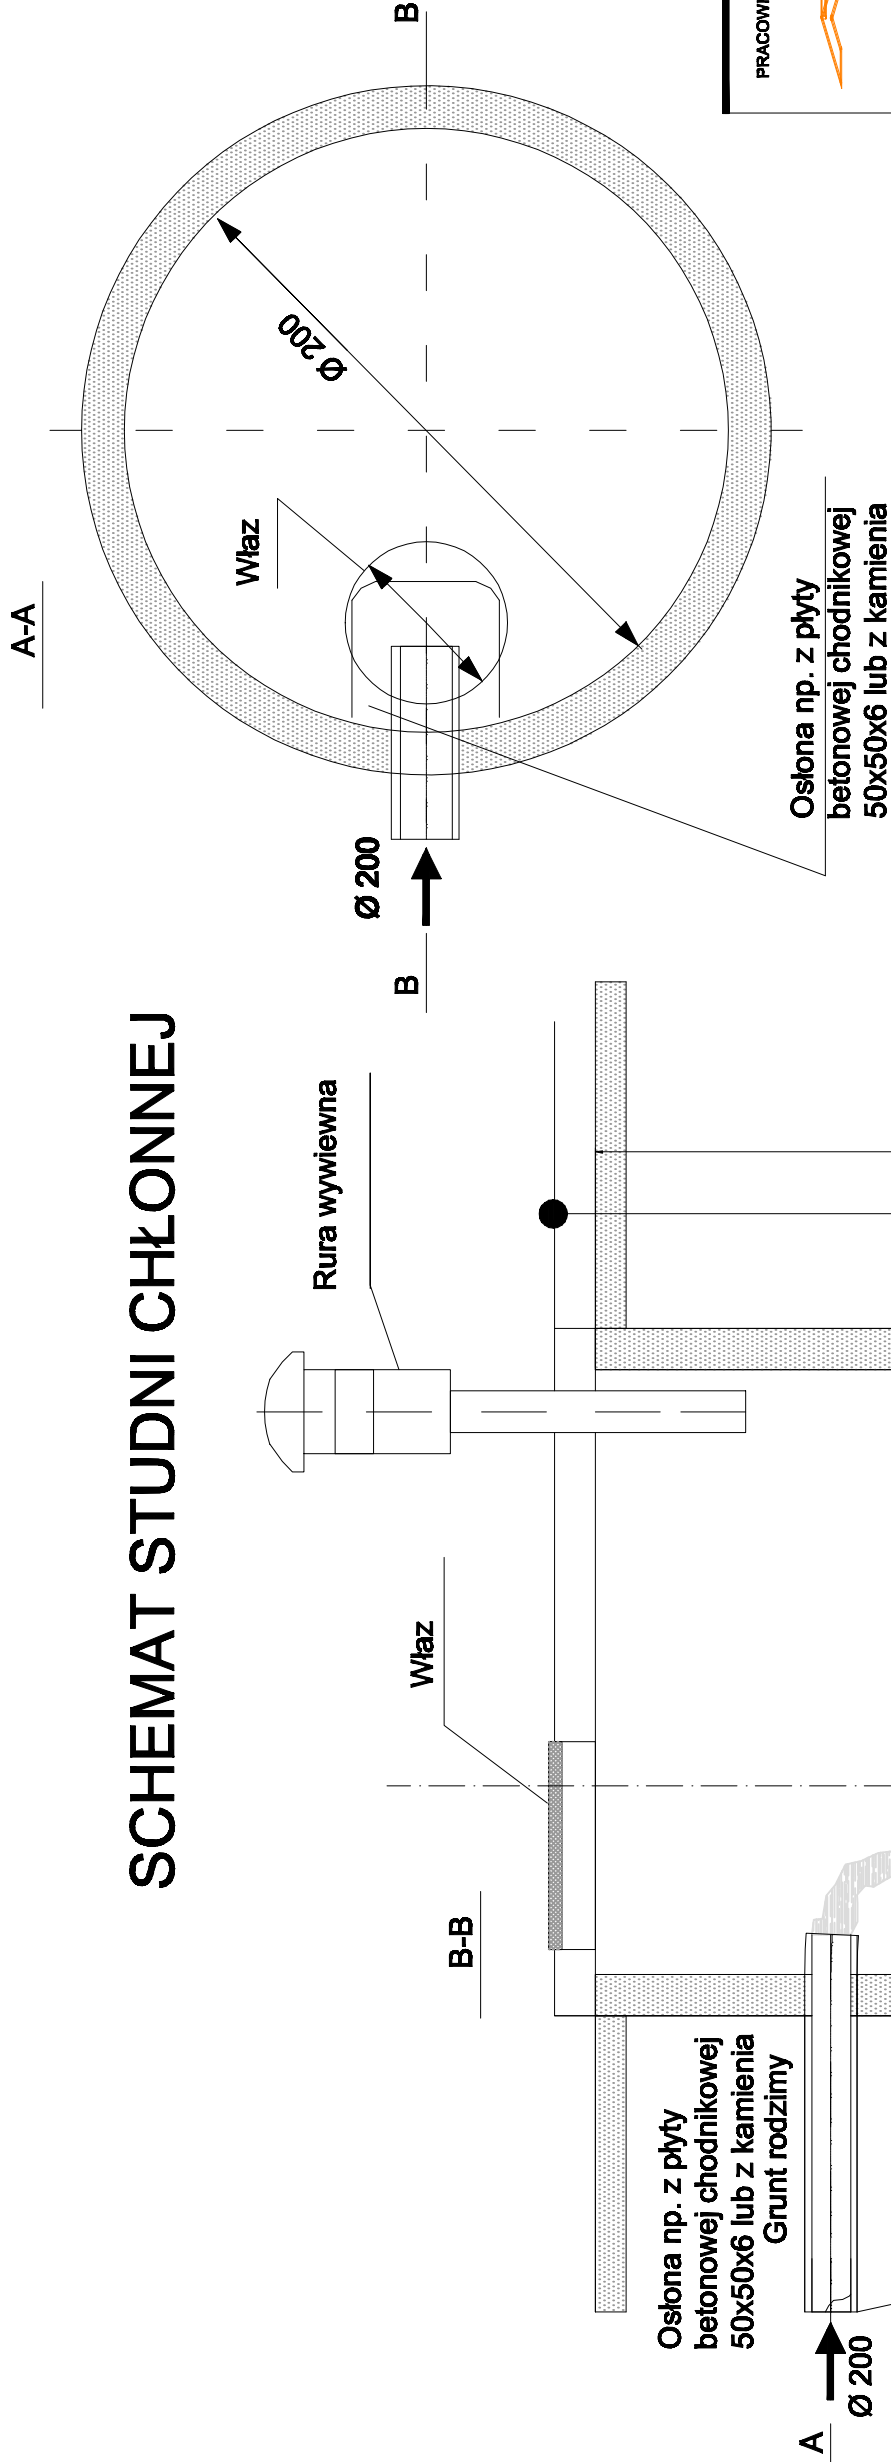 SCHEMAT STUDNI CHŁONNEJ
B-B
Właz
Rura wywiewna
Osłona np. z płyty
betonowej chodnikowej
50x50x6 lub z kamienia
Grunt rodzimy
A
Ø 200
A-A
Właz
Ø 200
B
Ø 200
B
Osłona np. z płyty
betonowej chodnikowej
50x50x6 lub z kamienia